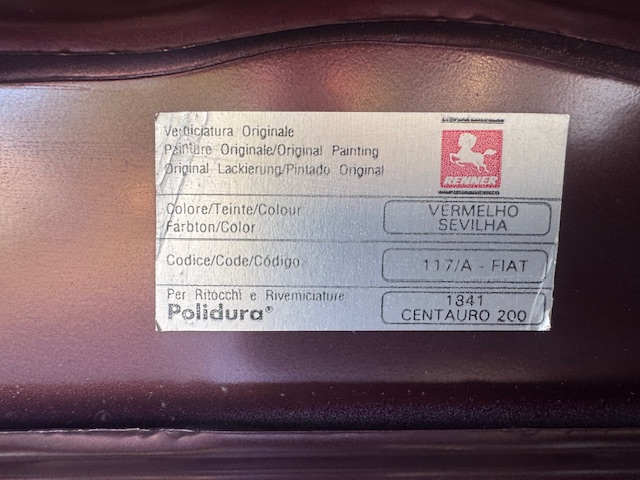 Verniciatura Originale
Peinture Originale/Original Painting
Original Lackierung/Pintado Original
RENNER
Colore/Teinte/Colour
Farbton/Color
VERMELHO
SEVILHA
Codice/Code/Código
117/A - FIAT
Per Ritocchi e Riverniciature
Polidura®
1841
CENTAURO 200